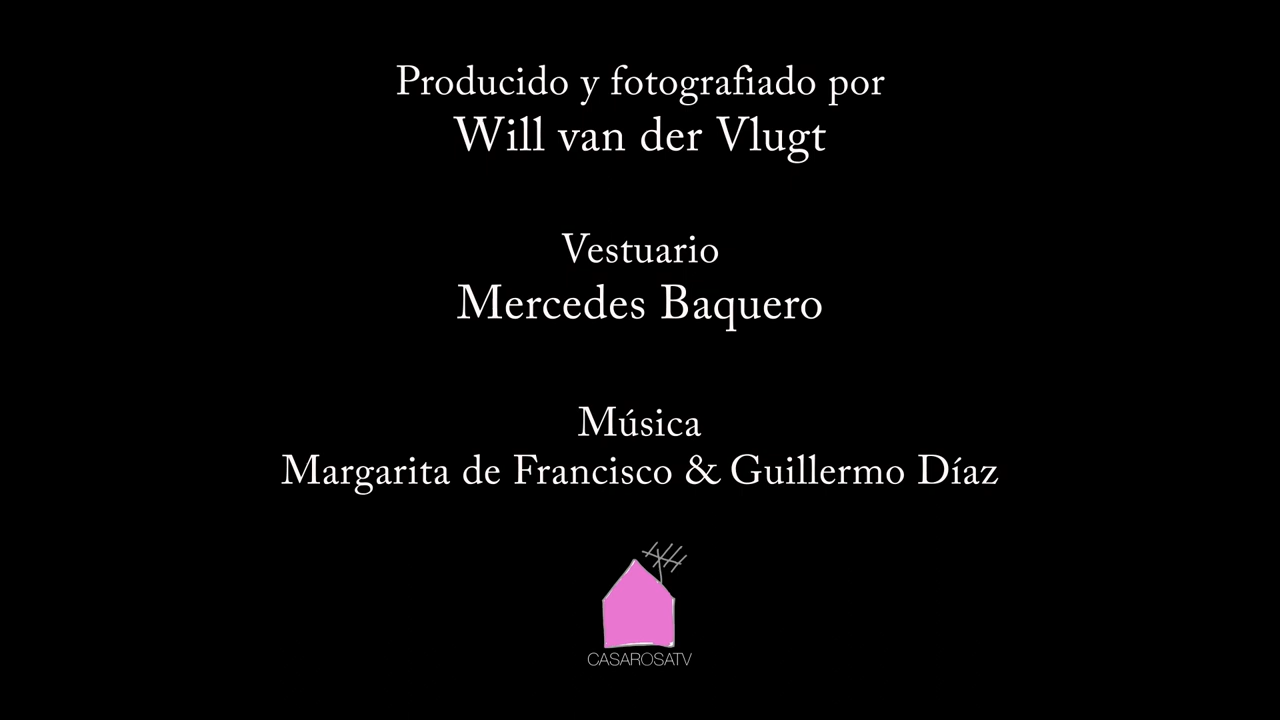 Producido y fotografiado por
Will van der Vlugt
Vestuario
Mercedes Baquero
Música
Margarita de Francisco & Guillermo Díaz
CASAROSATV